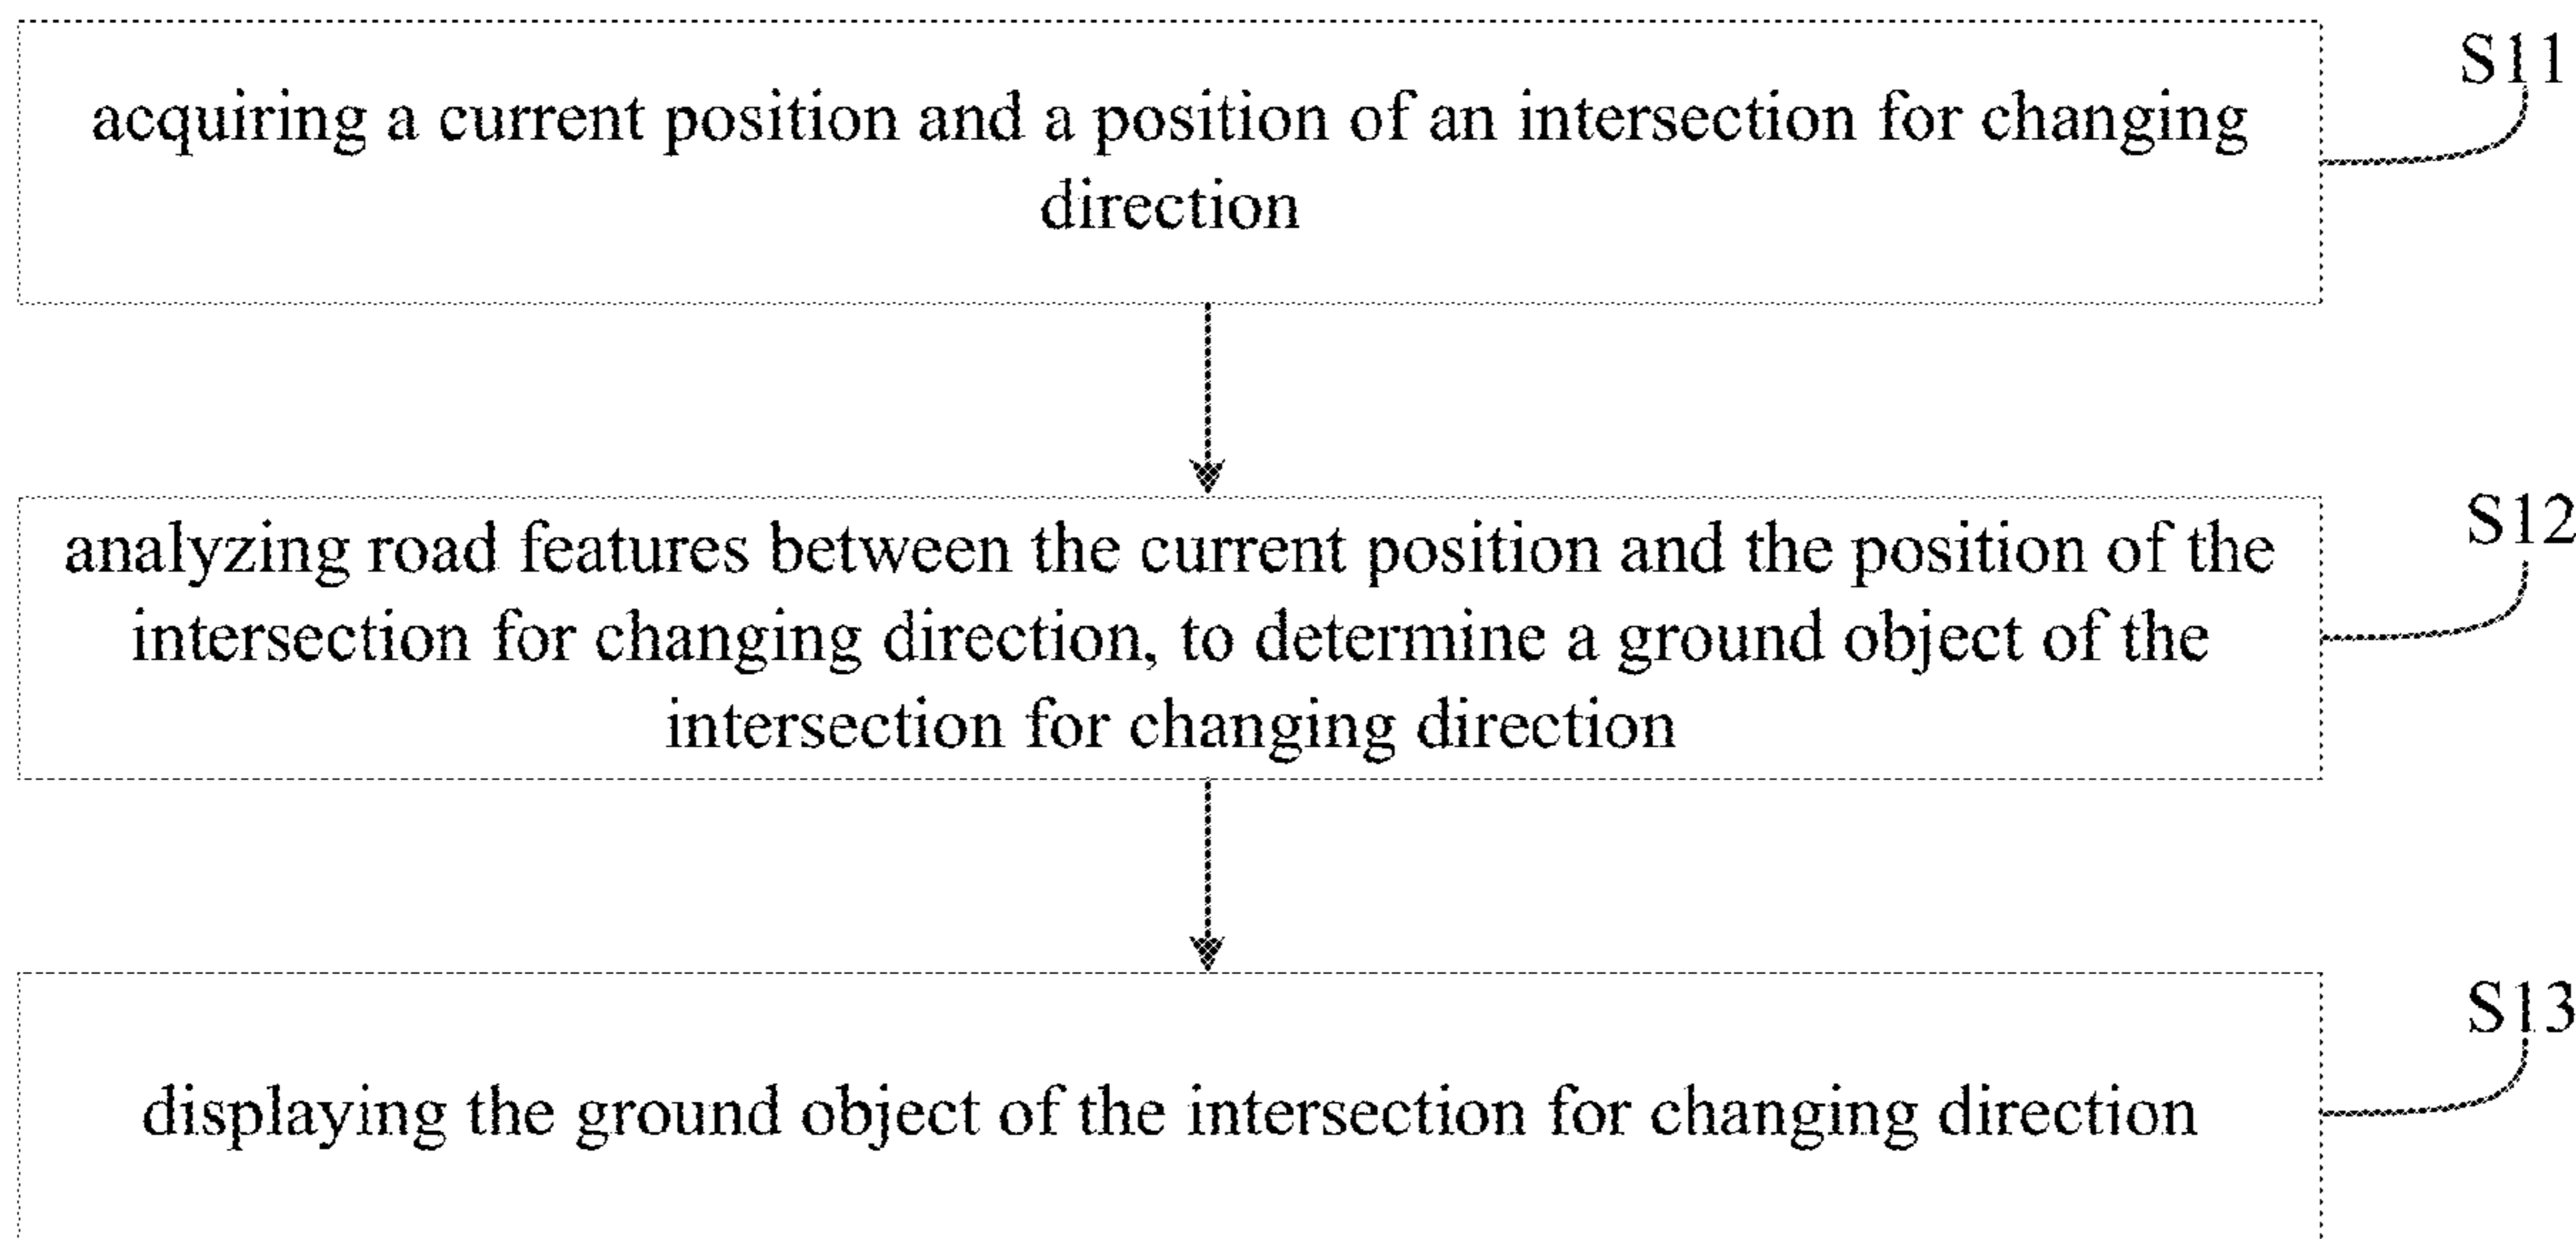 S11
acquiring a current position and a position of an intersection for changing
direction
S12
analyzing road features between the current position and the position of the
intersection for changing direction, to determine a ground object of the
intersection for changing direction
S13
displaying the ground object of the intersection for changing direction